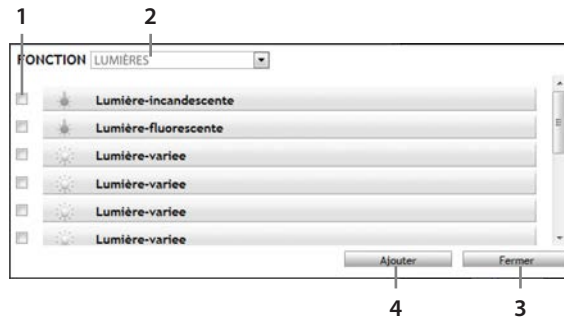 1 2
FONCTION LUMIÈRES
Lumière-incandescente
Lumière-fluorescente
Lumière-variee
Lumière-variee
Lumière-variee
Lumière-variee
Ajouter Fermer
4 3